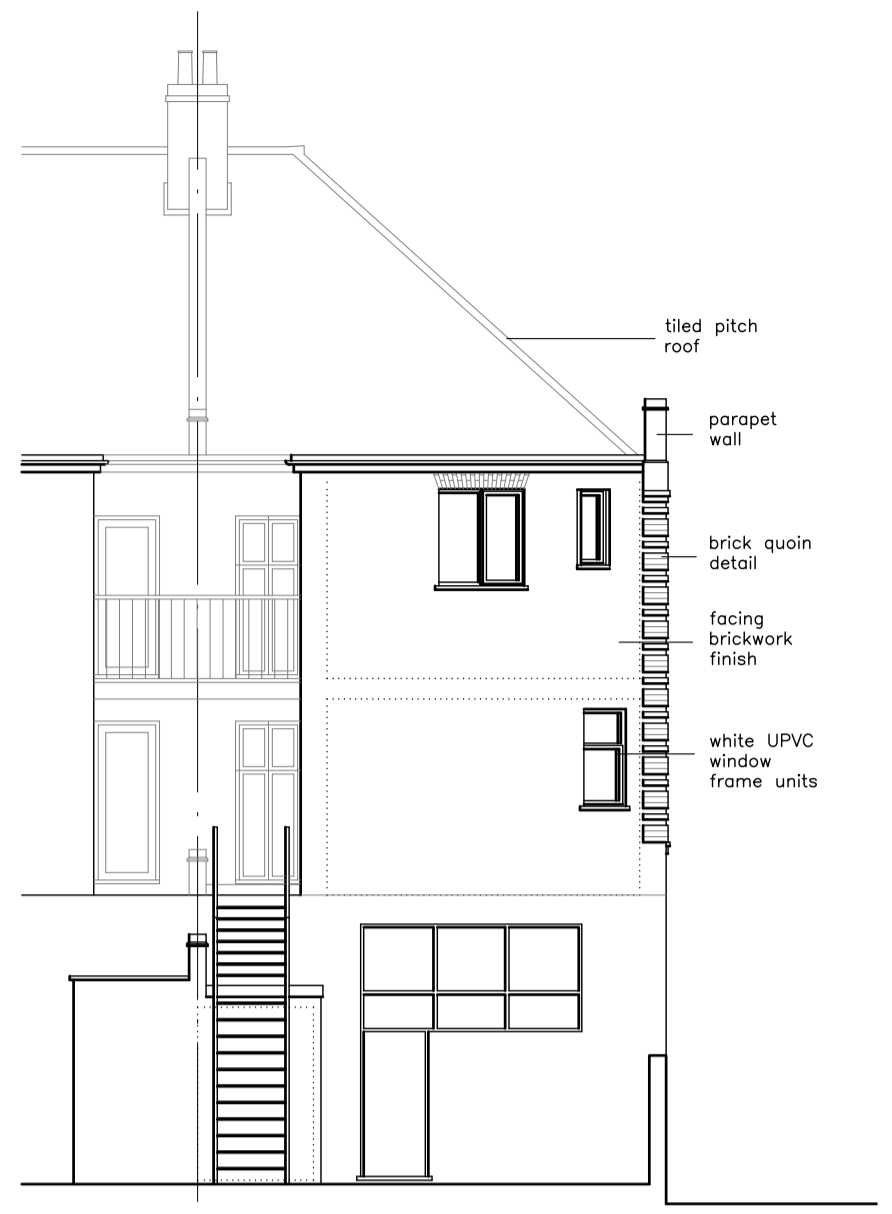 tiled pitch
roof
parapet
wall
brick quoin
detail
facing
brickwork
finish
white UPVC
window
frame units